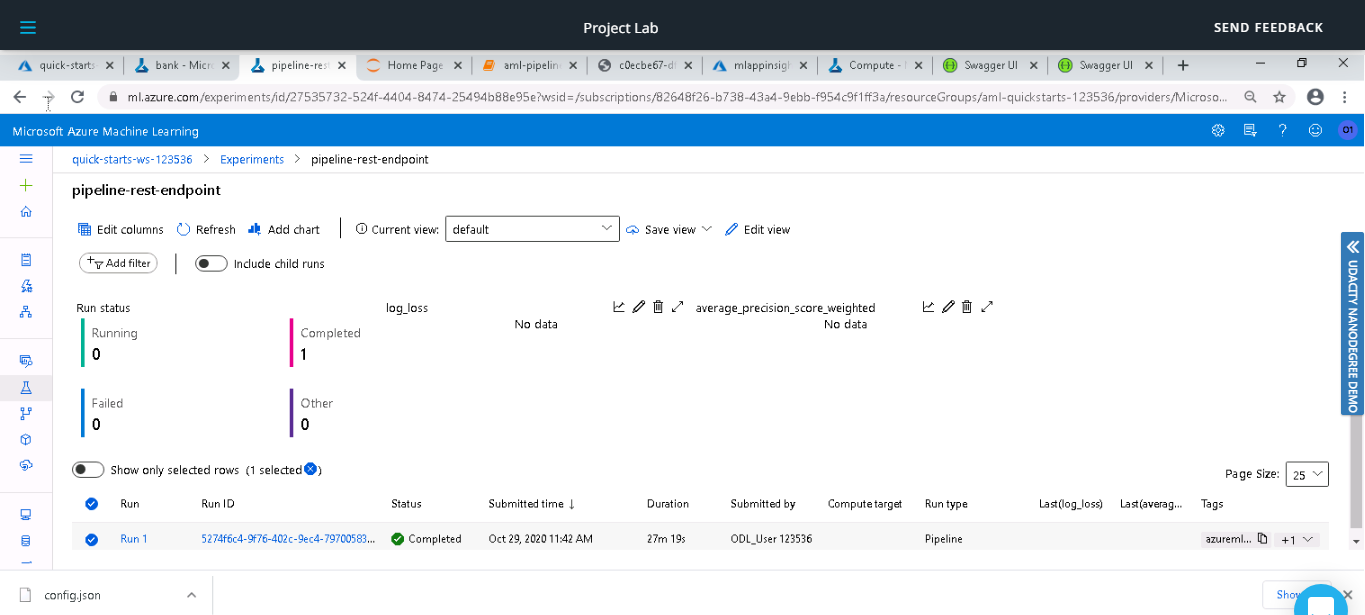 Project Lab
SEND FEEDBACK
quick-starts
bank - Micr
pipeline-rest
Home Page
aml-pipeline
c0ecbe67-df
mlappinsigh
Compute -
Swagger UI
Swagger UI
ml.azure.com/experiments/id/27535732-524f-4404-8474-25494b88e95e?wsid=/subscriptions/82648f26-b738-43a4-9ebb-f954c9f1ff3a/resourceGroups/aml-quickstarts-123536/providers/Microso...
Microsoft Azure Machine Learning
O1
quick-starts-ws-123536 > Experiments > pipeline-rest-endpoint
pipeline-rest-endpoint
Edit columns Refresh Add chart Current view: default Save view Edit view
Add filter Include child runs
Run status
Running
0
Completed
1
Failed
0
Other
0
log_loss
No data
average_precision_score_weighted
No data
UDACITY NANODEGREE DEMO
Show only selected rows (1 selected )
Page Size: 25
Run Run ID Status Submitted time ↓ Duration Submitted by Compute target Run type Last(log_loss) Last(averag... Tags
Run 1 5274f6c4-9f76-402c-9ec4-79700583... Completed Oct 29, 2020 11:42 AM 27m 19s ODL_User 123536 Pipeline azureml... +1
config.json
Show